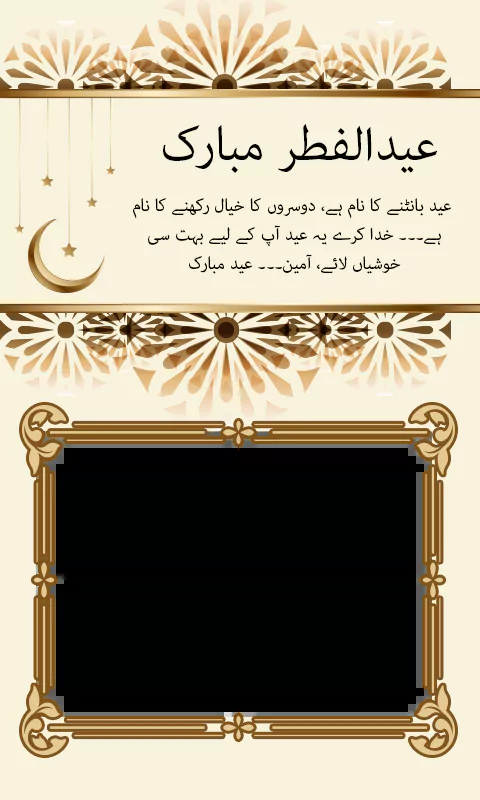 عیدالفطر مبارک
عید بانٹنے کا نام ہے، دوسروں کا خیال رکھنے کا نام
ہے۔۔۔ خدا کرے یہ عید آپ کے لیے بہت سی
خوشیاں لائے، آمین۔۔۔ عید مبارک